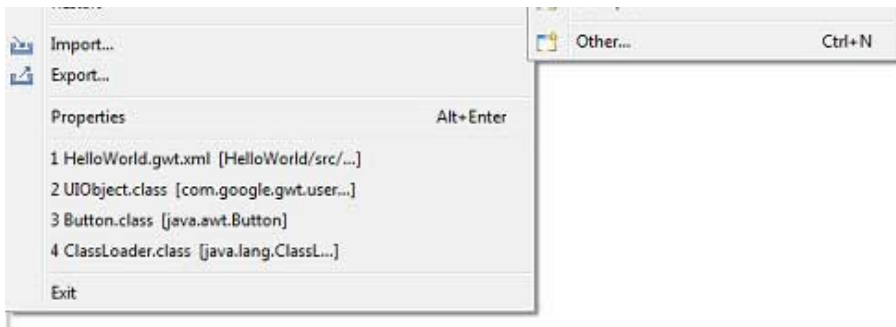 Import...
Export...
Other... Ctrl+N
Properties Alt+Enter
1 HelloWorld.gwt.xml [HelloWorld/src/...]
2 UIObject.class [com.google.gwt.user...]
3 Button.class [java.awt.Button]
4 ClassLoader.class [java.lang.ClassL...]
Exit